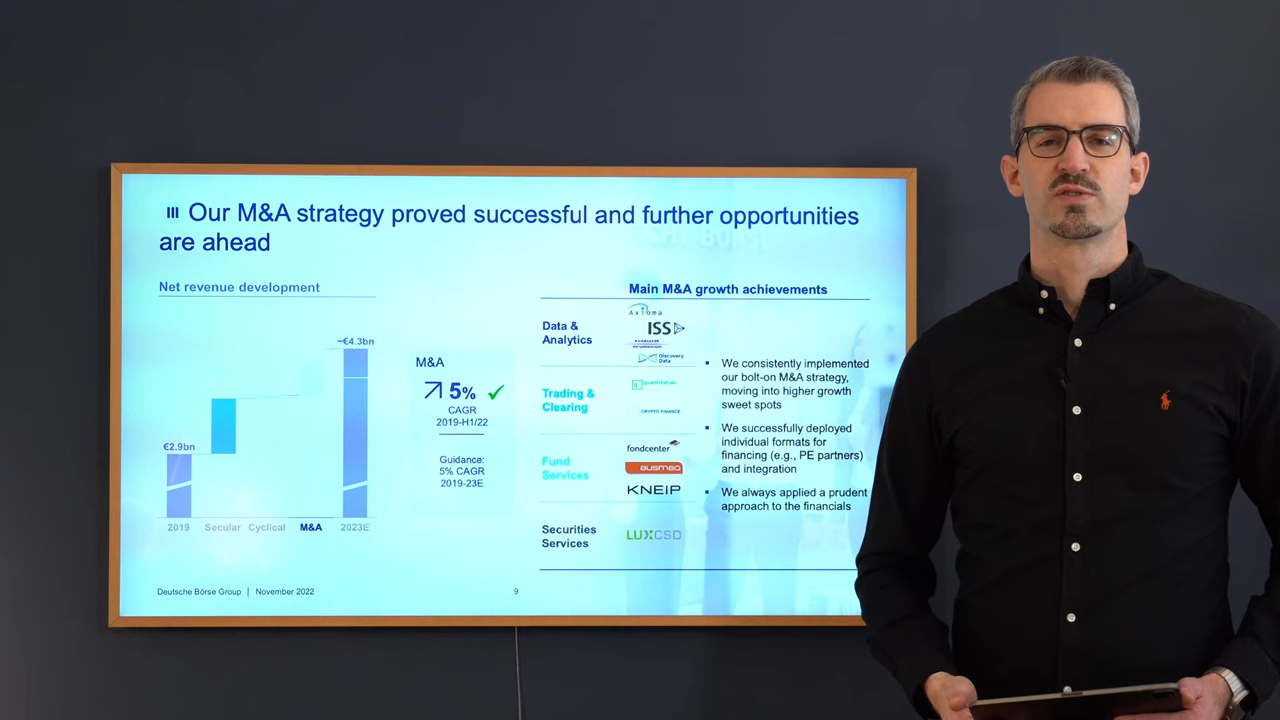 Our M&A strategy proved successful and further opportunities
are ahead
Net revenue development
~€4.3bn
€2.9bn
2019
Secular
Cyclical
M&A
2023E
M&A
5%
CAGR
2019-H1/22
Guidance:
5% CAGR
2019-23E
Main M&A growth achievements
Data &
Analytics
Axioma
ISS
Discovery
Data
Trading &
Clearing
quantitative
CRYPTO FINANCE
Fund
Services
fondcenter
ausmaq
KNEIP
Securities
Services
LUXCSD
We consistently implemented
our bolt-on M&A strategy,
moving into higher growth
sweet spots
We successfully deployed
individual formats for
financing (e.g., PE partners)
and integration
We always applied a prudent
approach to the financials
Deutsche Börse Group | November 2022
9